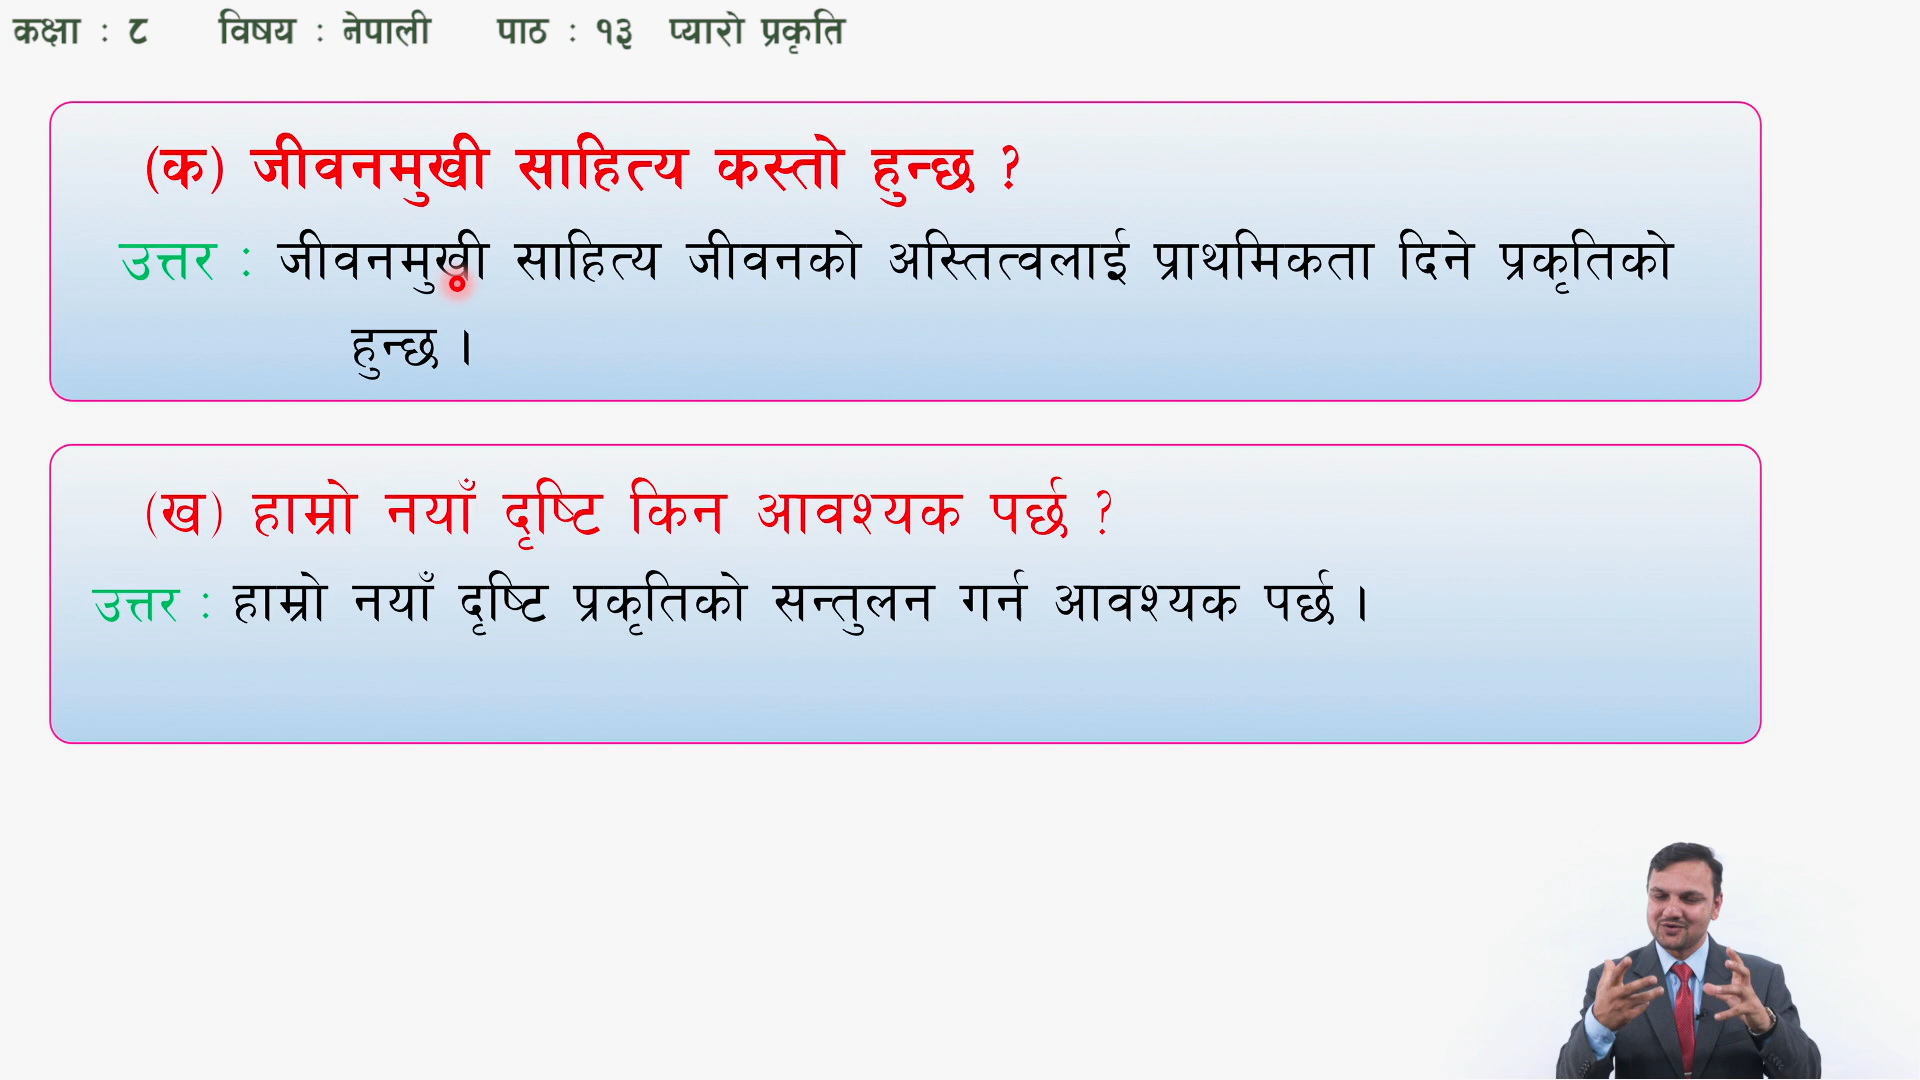 कक्षा : ८ विषय : नेपाली पाठ : १३ प्यारो प्रकृति
(क) जीवनमुखी साहित्य कस्तो हुन्छ ?
उत्तर : जीवनमुखी साहित्य जीवनको अस्तित्वलाई प्राथमिकता दिने प्रकृतिको
हुन्छ ।
(ख) हाम्रो नयाँ दृष्टि किन आवश्यक पर्छ ?
उत्तर : हाम्रो नयाँ दृष्टि प्रकृतिको सन्तुलन गर्न आवश्यक पर्छ ।